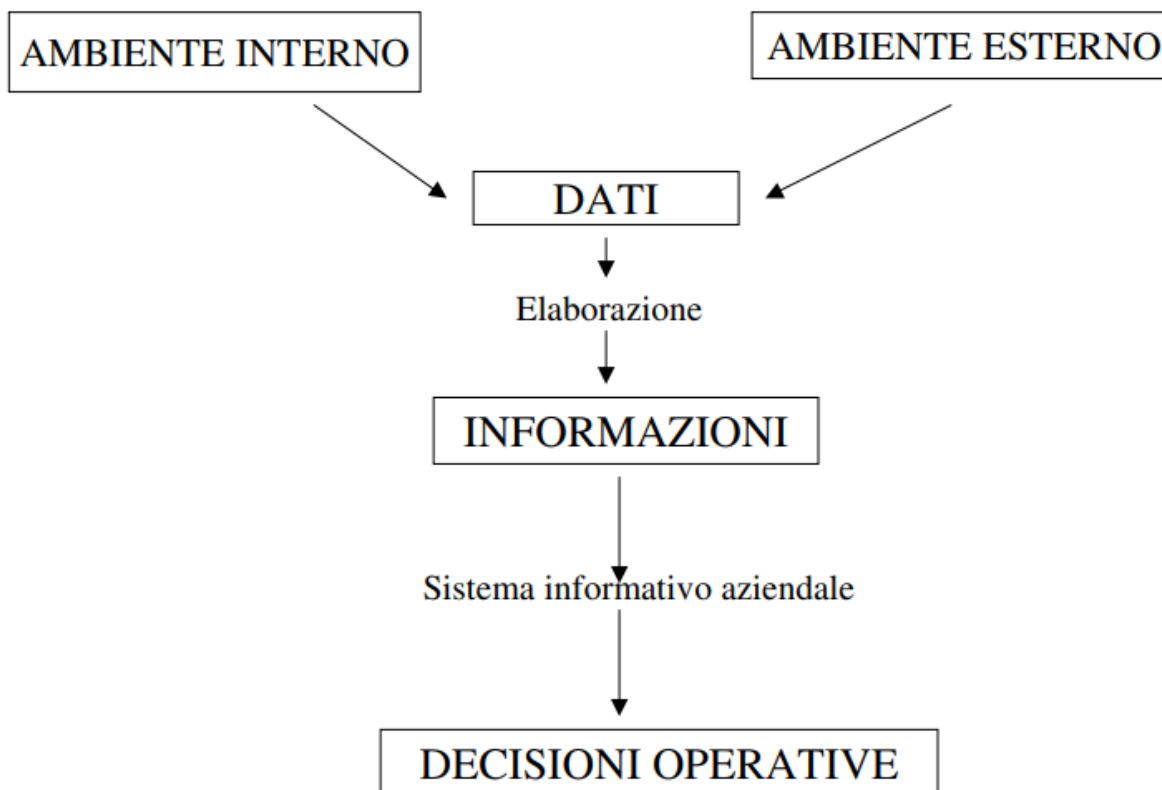 AMBIENTE INTERNO
AMBIENTE ESTERNO
DATI
Elaborazione
INFORMAZIONI
Sistema informativo aziendale
DECISIONI OPERATIVE